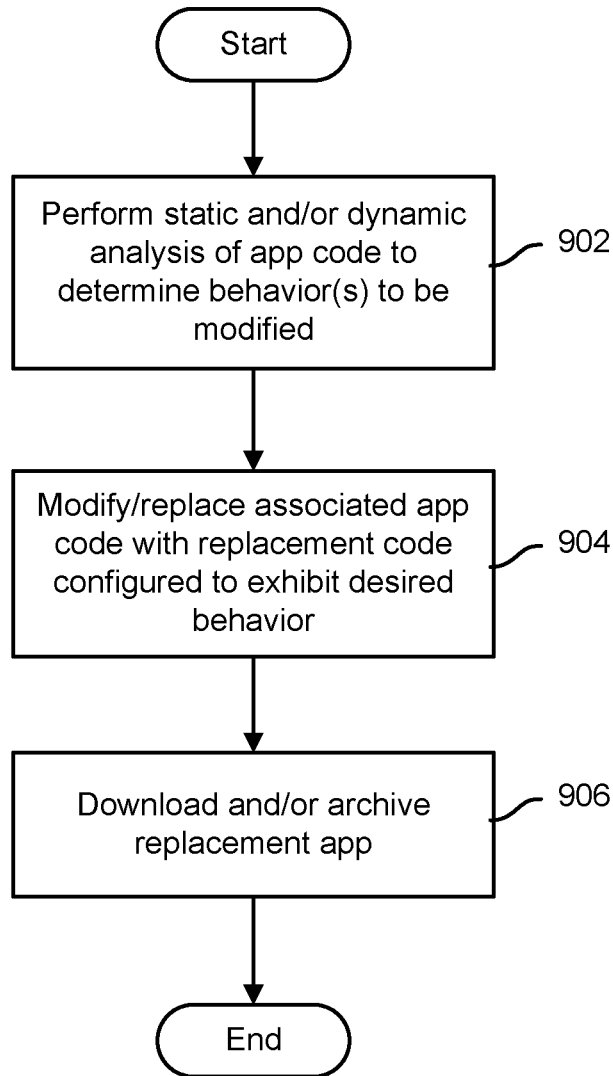 Start
Perform static and/or dynamic
analysis of app code to
determine behavior(s) to be
modified
902
Modify/replace associated app
code with replacement code
configured to exhibit desired
behavior
904
Download and/or archive
replacement app
906
End